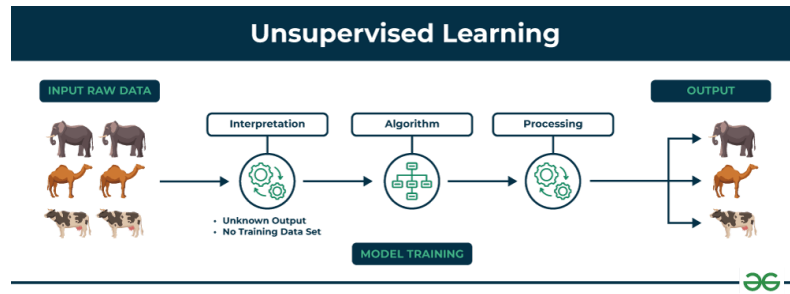 Unsupervised Learning
INPUT RAW DATA
OUTPUT
Interpretation
Algorithm
Processing
• Unknown Output
• No Training Data Set
MODEL TRAINING